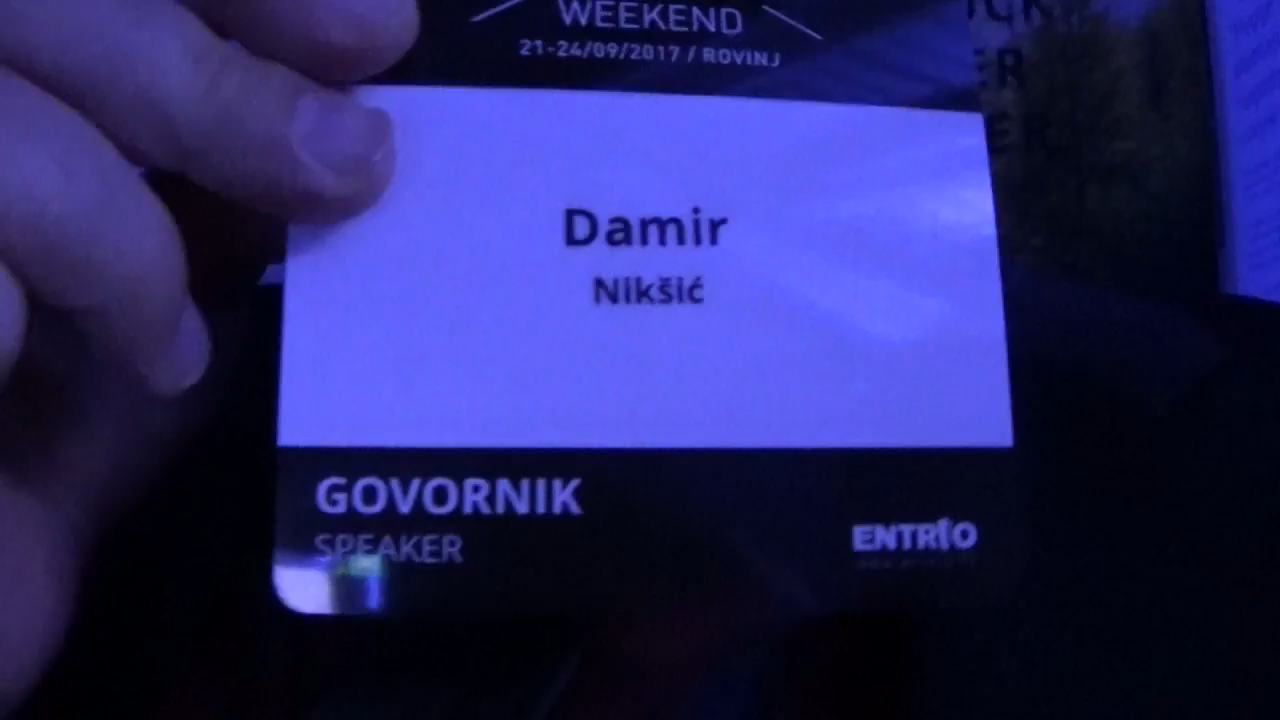 WEEKEND
21-24/09/2017 / ROVINJ
Damir
Nikšić
GOVORNIK
SPEAKER
ENTRIO